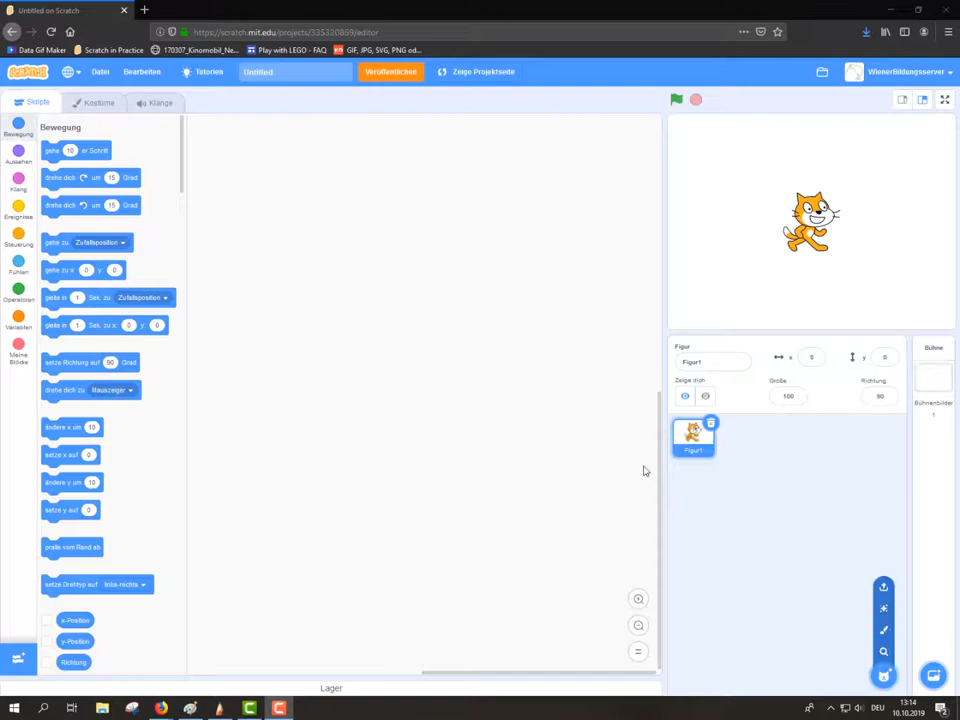 Untitled on Scratch
https://scratch.mit.edu/projects/335320859/editor
Data Gif Maker
Scratch in Practice
170307_Kinomobil_Ne...
Play with LEGO - FAQ
GIF, JPG, SVG, PNG od...
SCRATCH
Datei
Bearbeiten
Tutorien
Untitled
Veröffentlichen
Zeige Projektseite
WienerBildungsserver
Skripte
Kostüme
Klänge
Bewegung
Aussehen
Klang
Ereignisse
Steuerung
Fühlen
Operatoren
Variablen
Meine
Blöcke
Bewegung
gehe 10 er Schritt
drehe dich um 15 Grad
drehe dich um 15 Grad
gehe zu Zufallsposition
gehe zu x 0 y 0
gleite in 1 Sek. zu Zufallsposition
gleite in 1 Sek. zu x: 0 y: 0
setze Richtung auf 90 Grad
drehe dich zu Mauszeiger
ändere x um 10
setze x auf 0
ändere y um 10
setze y auf 0
pralle vom Rand ab
setze Drehtyp auf links-rechts
x-Position
y-Position
Richtung
Lager
Figur
Figur1
x 0
y 0
Zeige dich
Größe
100
Richtung
90
Figur1
Bühne
Bühnenbilder
1
DEU
13:14
10.10.2019
2